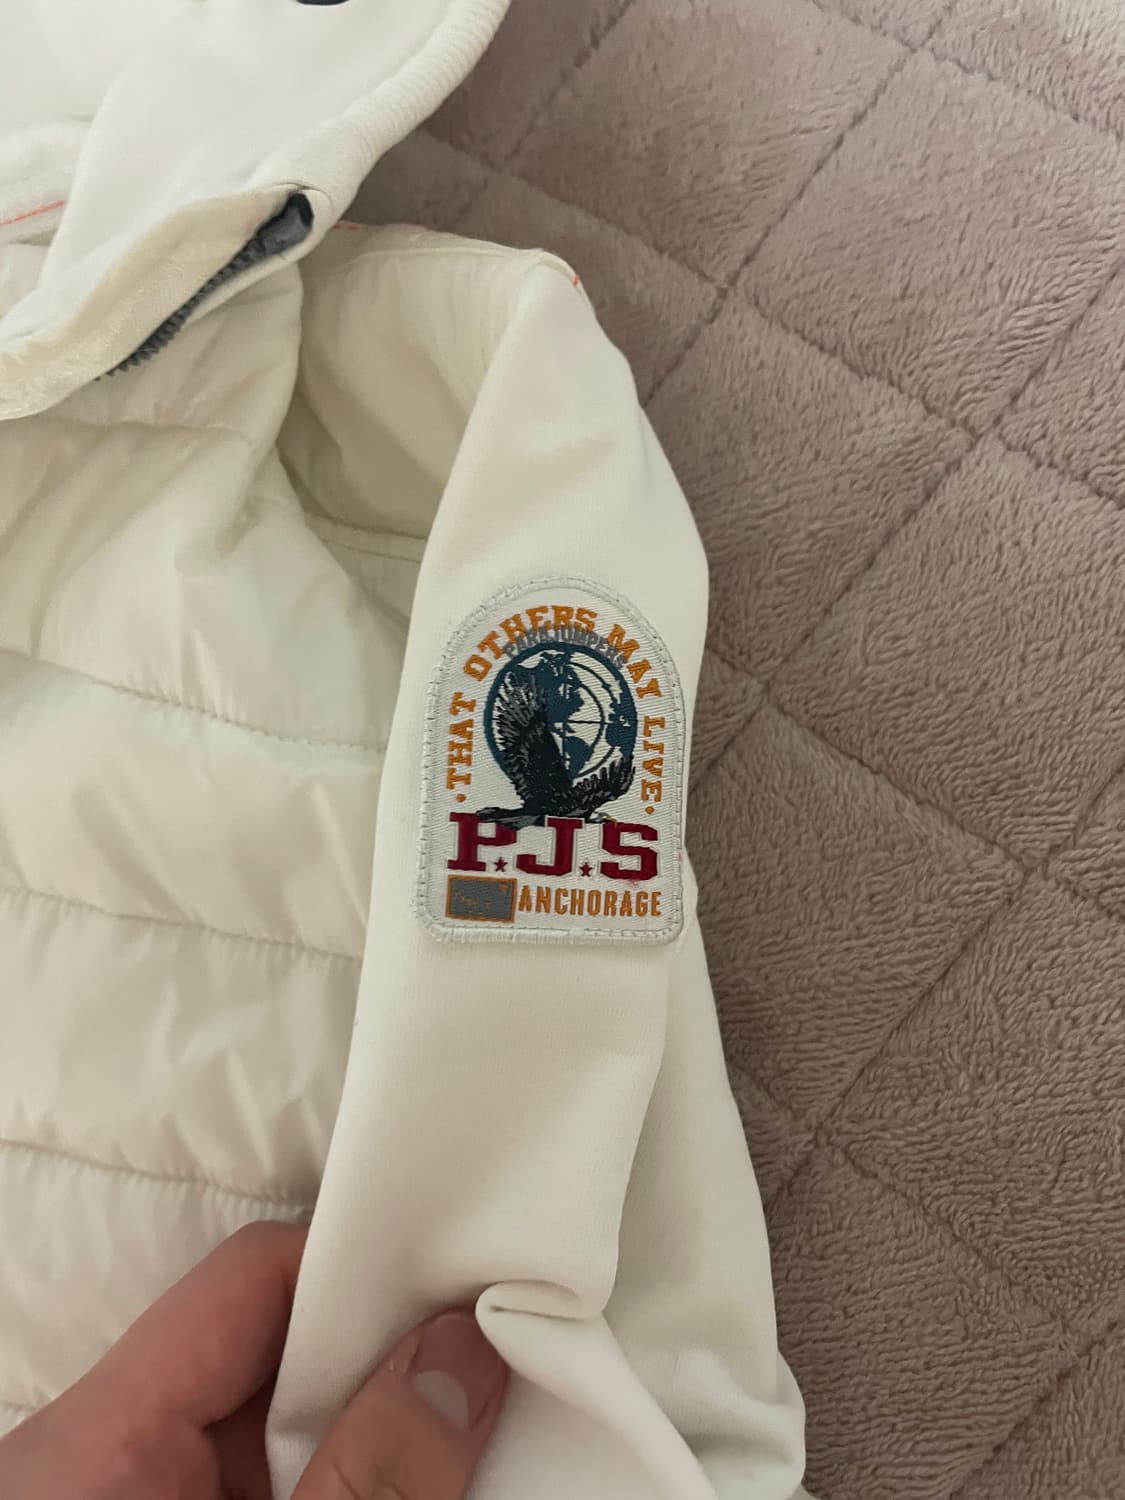 ·THAT OTHERS MAY LIVE·
PARAJUMPERS
P.J.S
ANCHORAGE